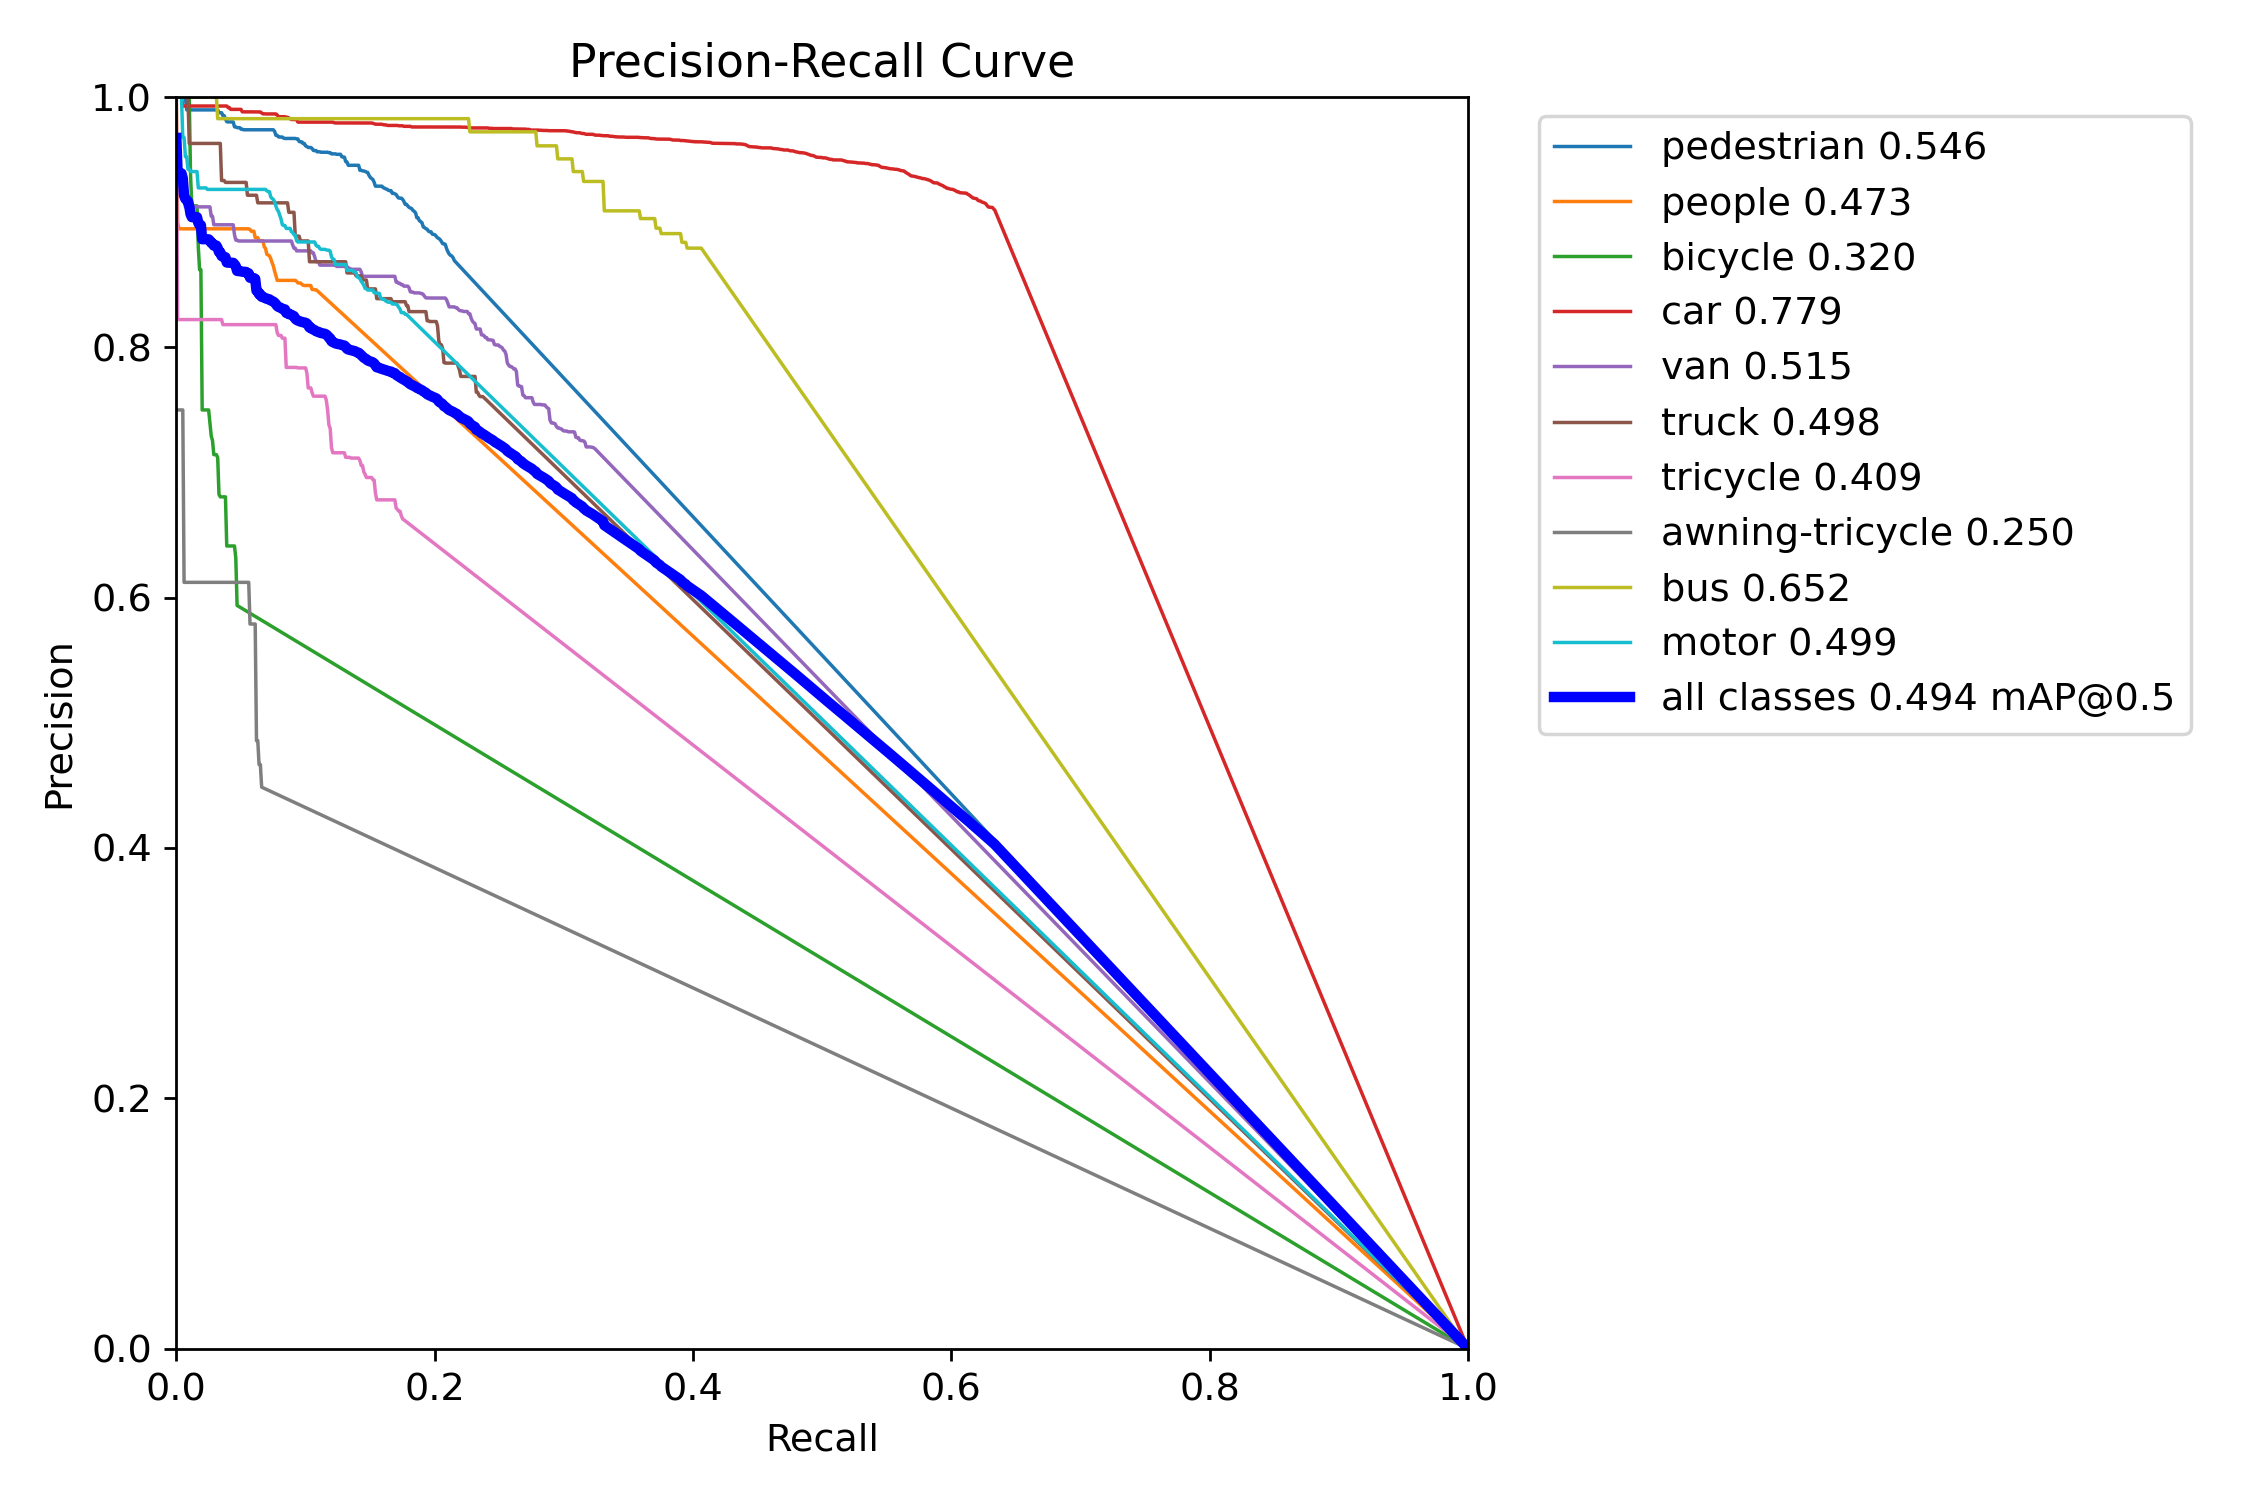 Precision-Recall Curve
1.0
0.8
0.6
0.4
0.2
0.0
Precision
0.0 0.2 0.4 0.6 0.8 1.0
Recall
pedestrian 0.546
people 0.473
bicycle 0.320
car 0.779
van 0.515
truck 0.498
tricycle 0.409
awning-tricycle 0.250
bus 0.652
motor 0.499
all classes 0.494 mAP@0.5